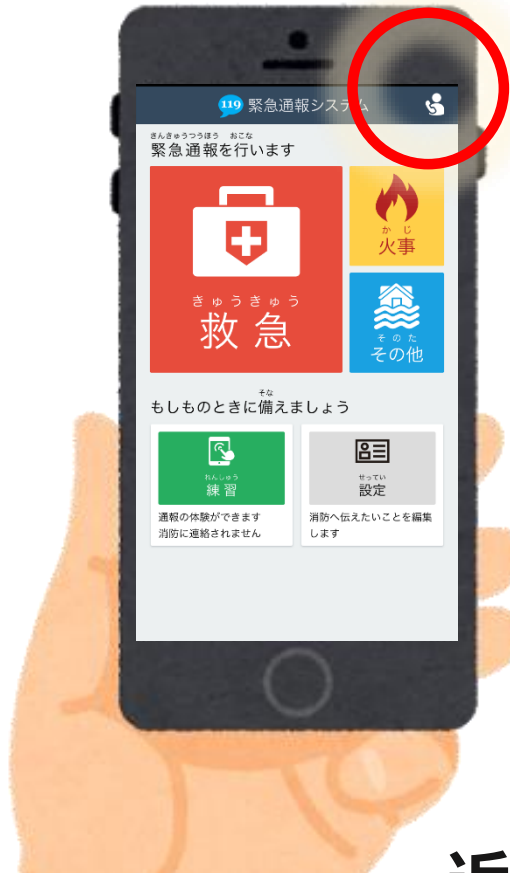 119 緊急通報システム
きんきゅうつうほう おこな
緊急通報を行います
きゅうきゅう
救急
かじ
火事
そのた
その他
そな
もしものときに備えましょう
れんしゅう
練習
通報の体験ができます
消防に連絡されません
せってい
設定
消防へ伝えたいことを編集
します